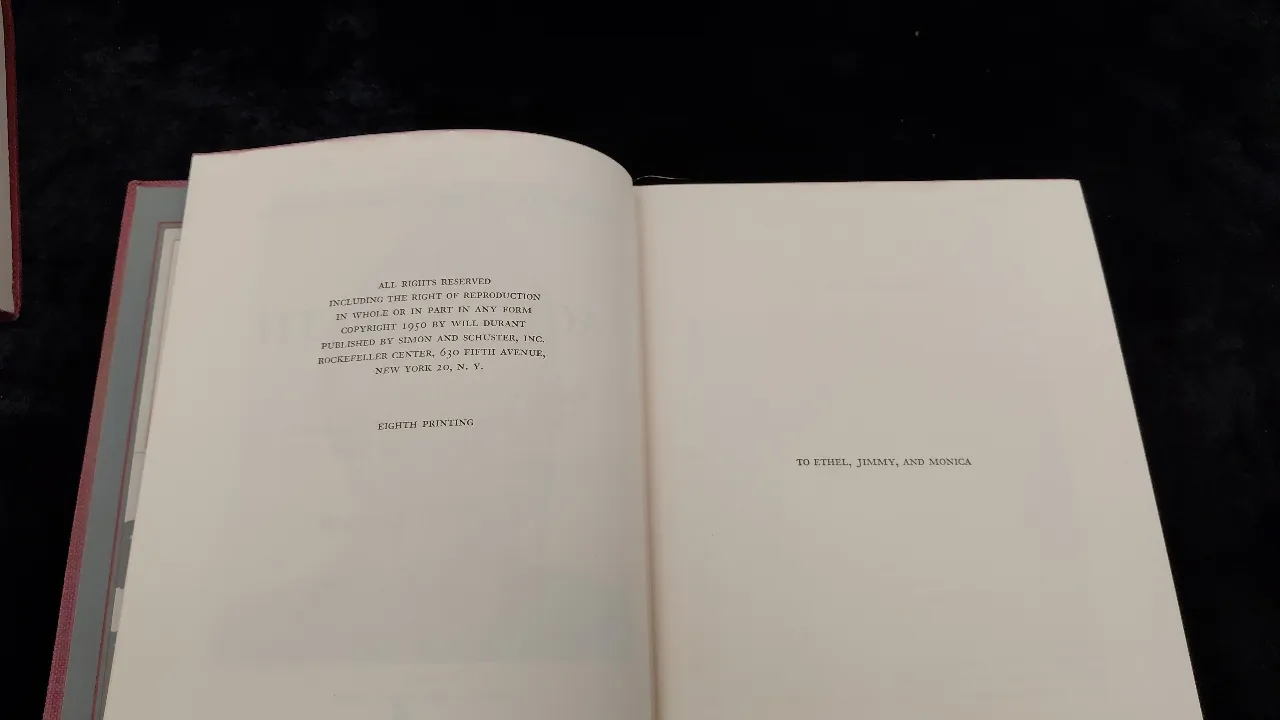 ALL RIGHTS RESERVED
INCLUDING THE RIGHT OF REPRODUCTION
IN WHOLE OR IN PART IN ANY FORM
COPYRIGHT 1950 BY WILL DURANT
PUBLISHED BY SIMON AND SCHUSTER, INC.
ROCKEFELLER CENTER, 630 FIFTH AVENUE,
NEW YORK 20, N. Y.
EIGHTH PRINTING
TO ETHEL, JIMMY, AND MONICA